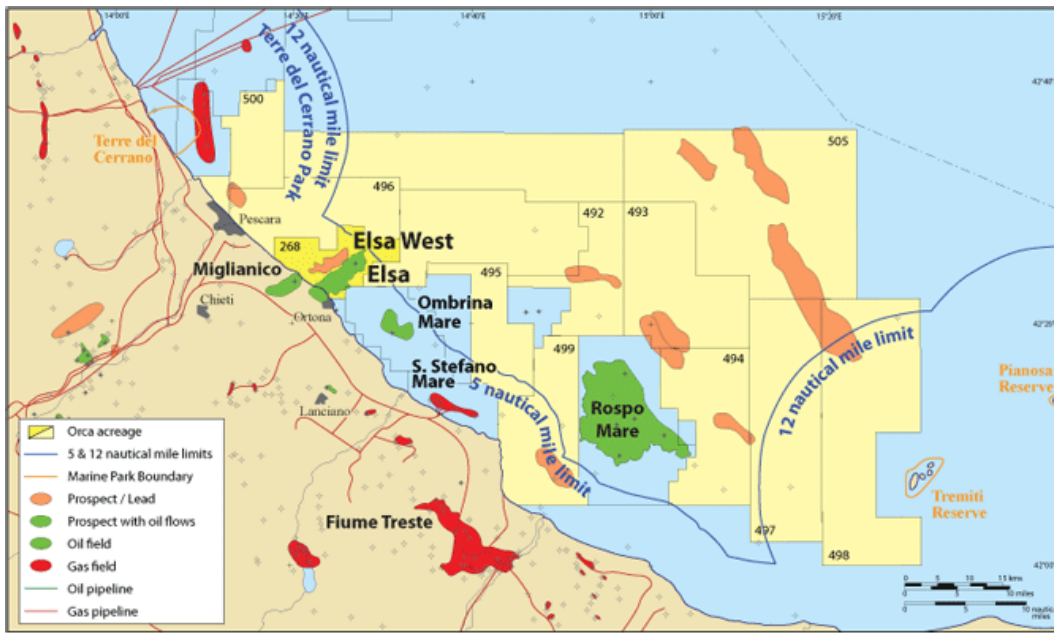 14°00'
14°20'
14°40'
15°00'
15°20'
42°40'
42°20'
42°00'
500
12 nautical mile limit
Terre del Cerrano Park
Terre del
Cerrano
505
496
492
493
Pescara
268
Elsa West
Elsa
Miglianico
495
Chieti
Ortona
Ombrina
Mare
499
494
S. Stefano
Mare
5 nautical mile limit
12 nautical mile limit
Pianosa
Reserve
Lanciano
Rospo
Mare
Tremiti
Reserve
Fiume Treste
497
498
Orca acreage
5 & 12 nautical mile limits
Marine Park Boundary
Prospect / Lead
Prospect with oil flows
Oil field
Gas field
Oil pipeline
Gas pipeline
0 5 10 15 kms
0 5 10 miles
0 5 10 nautica